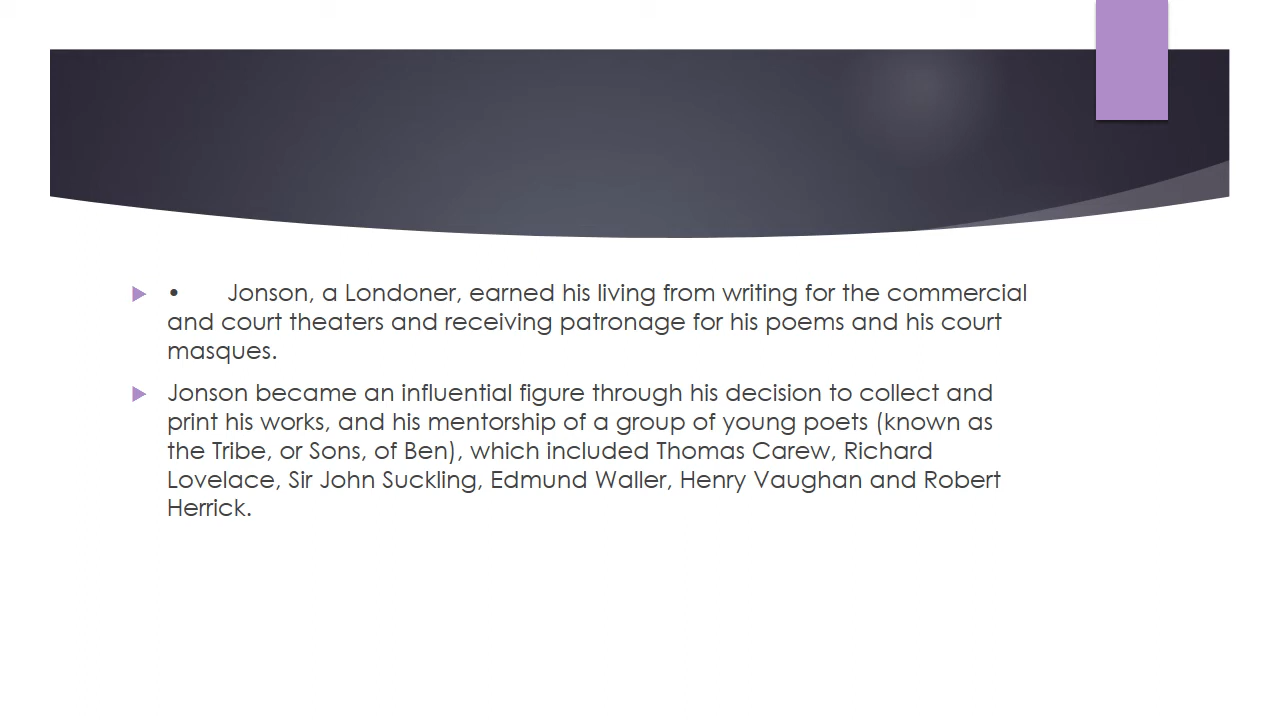 • Jonson, a Londoner, earned his living from writing for the commercial
and court theaters and receiving patronage for his poems and his court
masques.
Jonson became an influential figure through his decision to collect and
print his works, and his mentorship of a group of young poets (known as
the Tribe, or Sons, of Ben), which included Thomas Carew, Richard
Lovelace, Sir John Suckling, Edmund Waller, Henry Vaughan and Robert
Herrick.